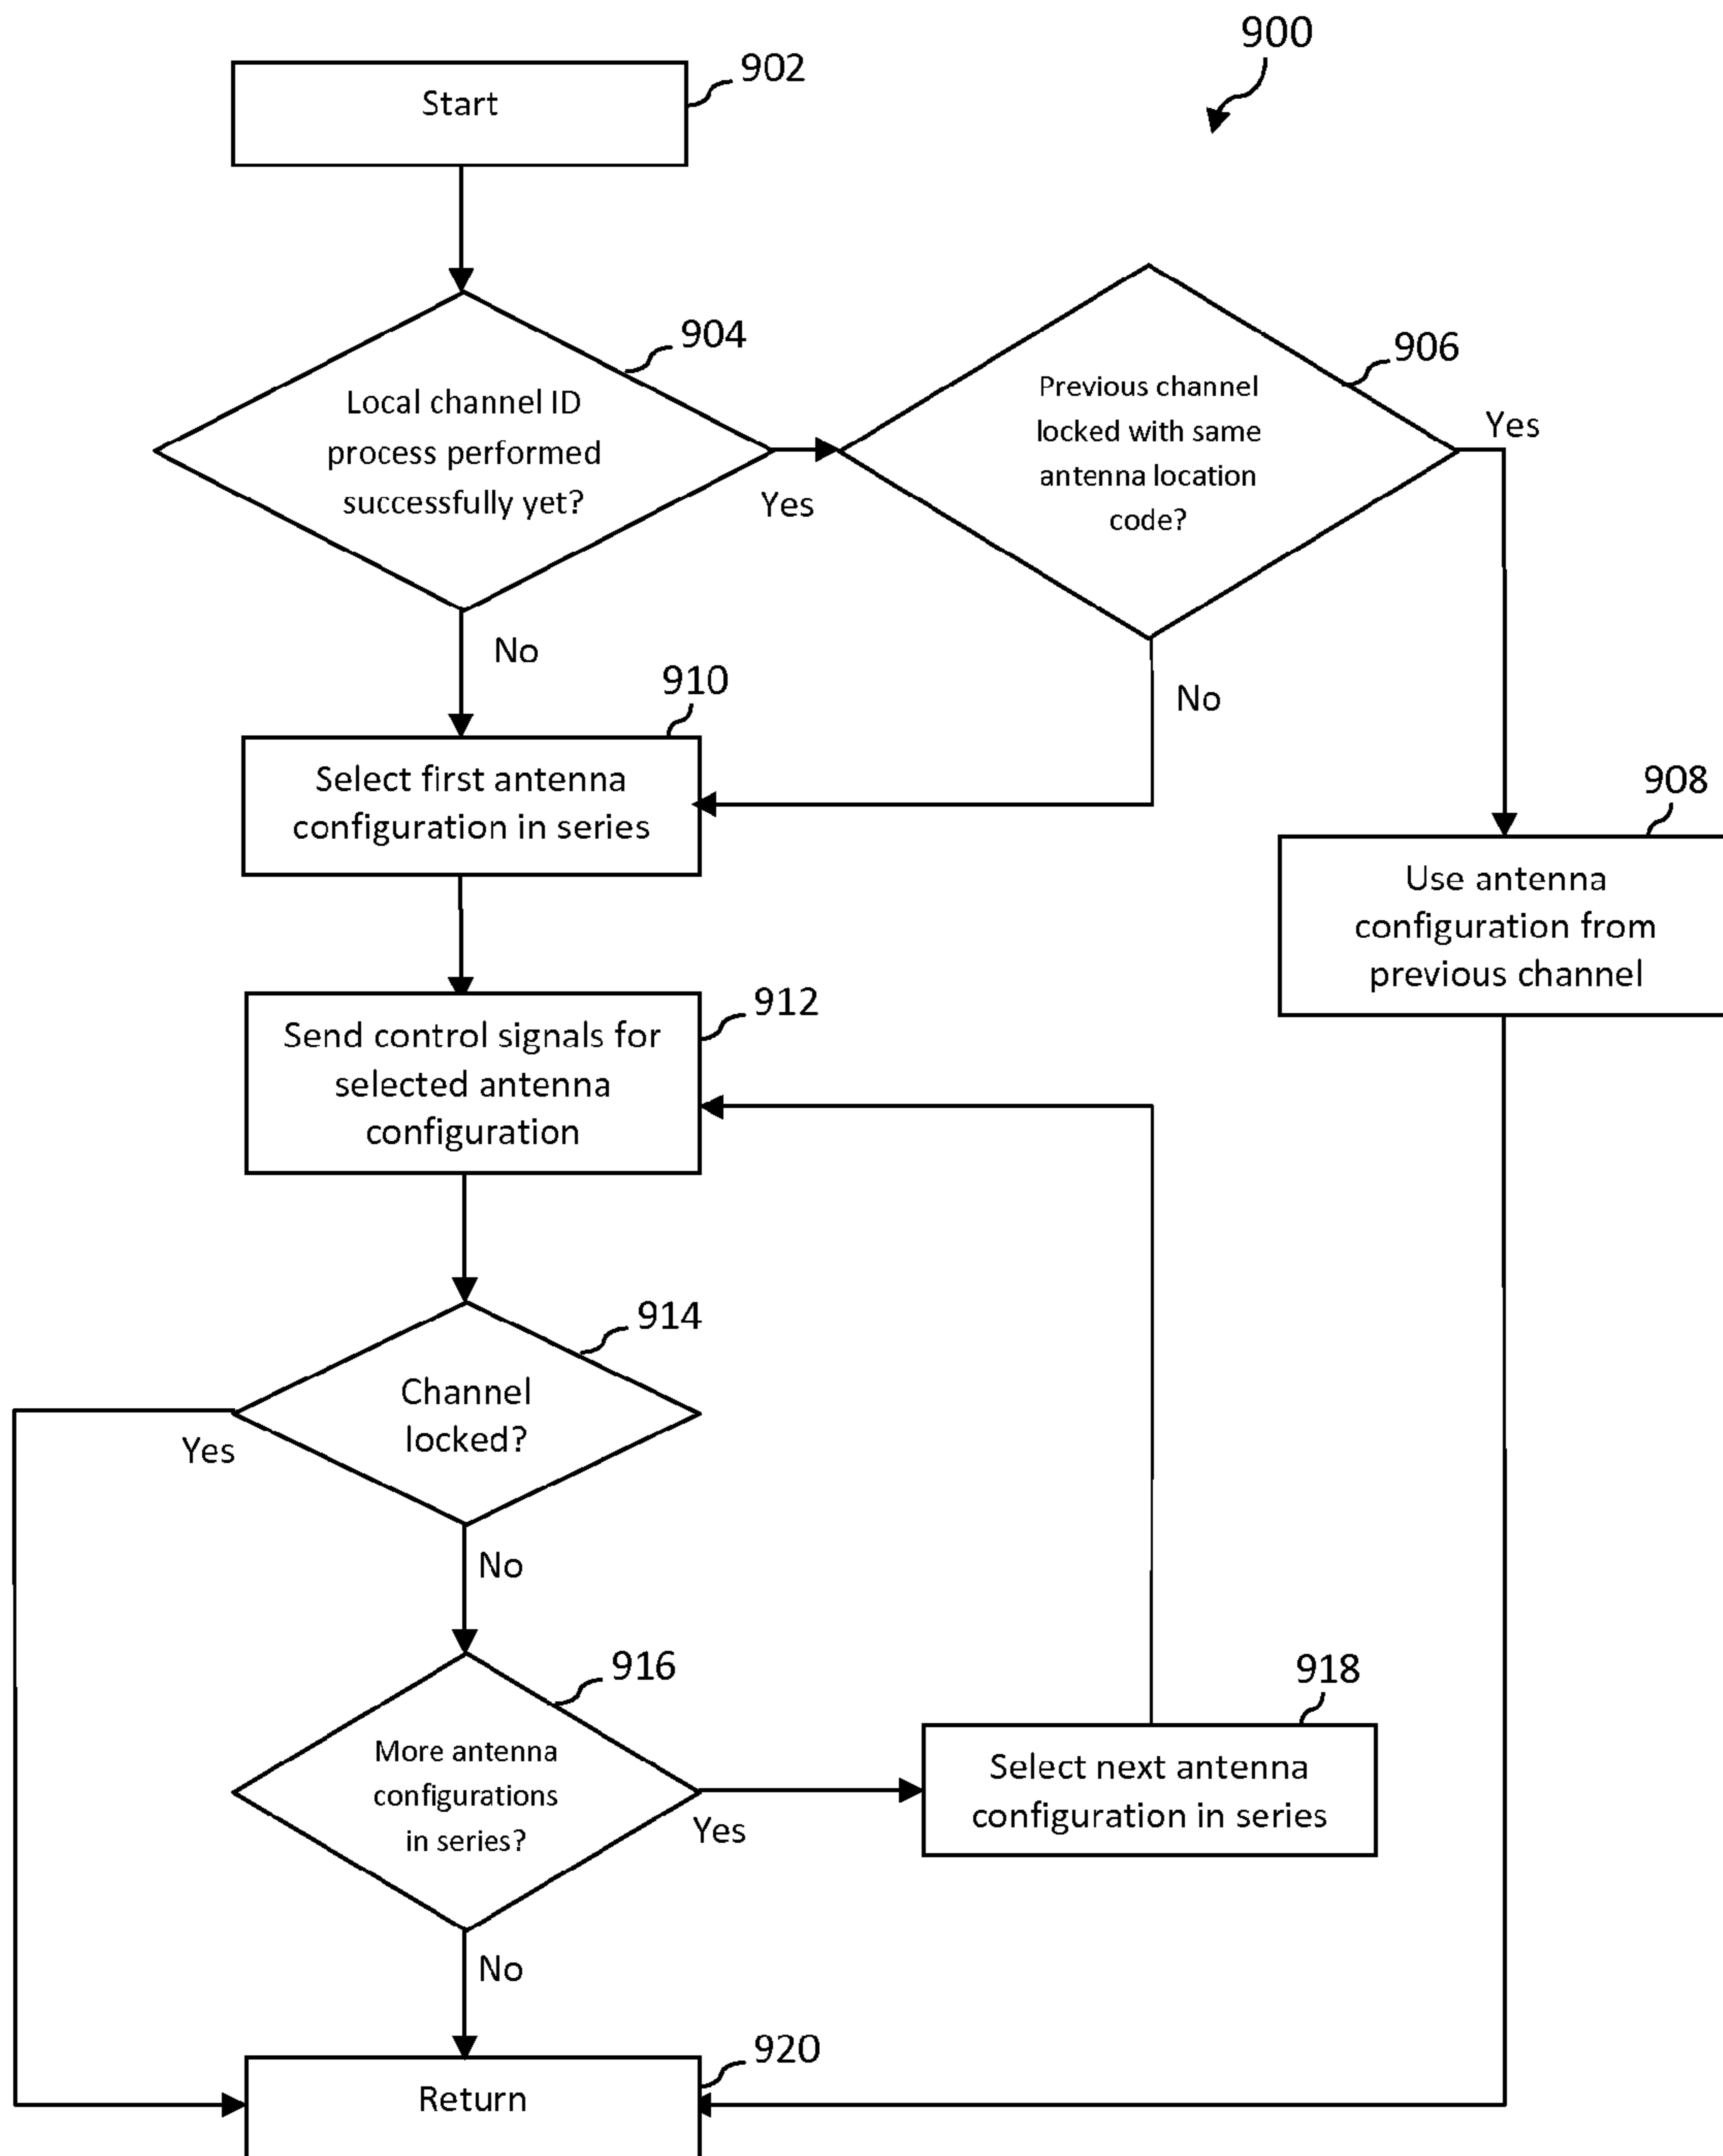 900
902
Start
904
Local channel ID
process performed
successfully yet?
Yes
906
Previous channel
locked with same
antenna location
code?
Yes
No
No
910
Select first antenna
configuration in series
908
Use antenna
configuration from
previous channel
912
Send control signals for
selected antenna
configuration
914
Channel
locked?
Yes
No
916
More antenna
configurations
in series?
Yes
918
Select next antenna
configuration in series
No
920
Return